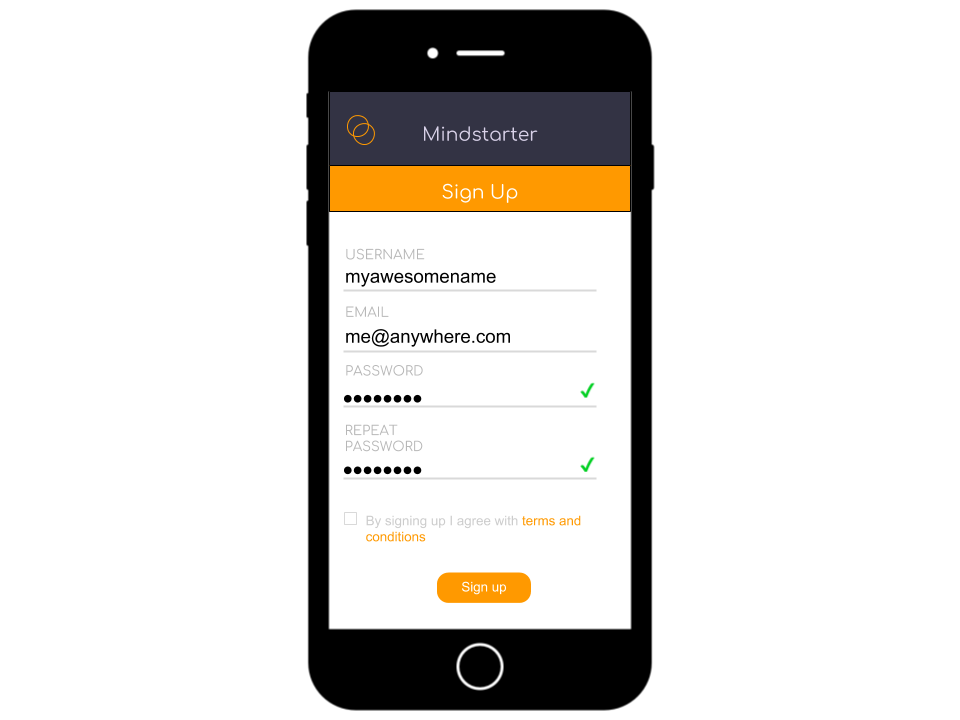 Mindstarter
Sign Up
USERNAME
myawesomename
EMAIL
me@anywhere.com
PASSWORD
●●●●●●●●
REPEAT
PASSWORD
●●●●●●●●
By signing up I agree with terms and
conditions
Sign up